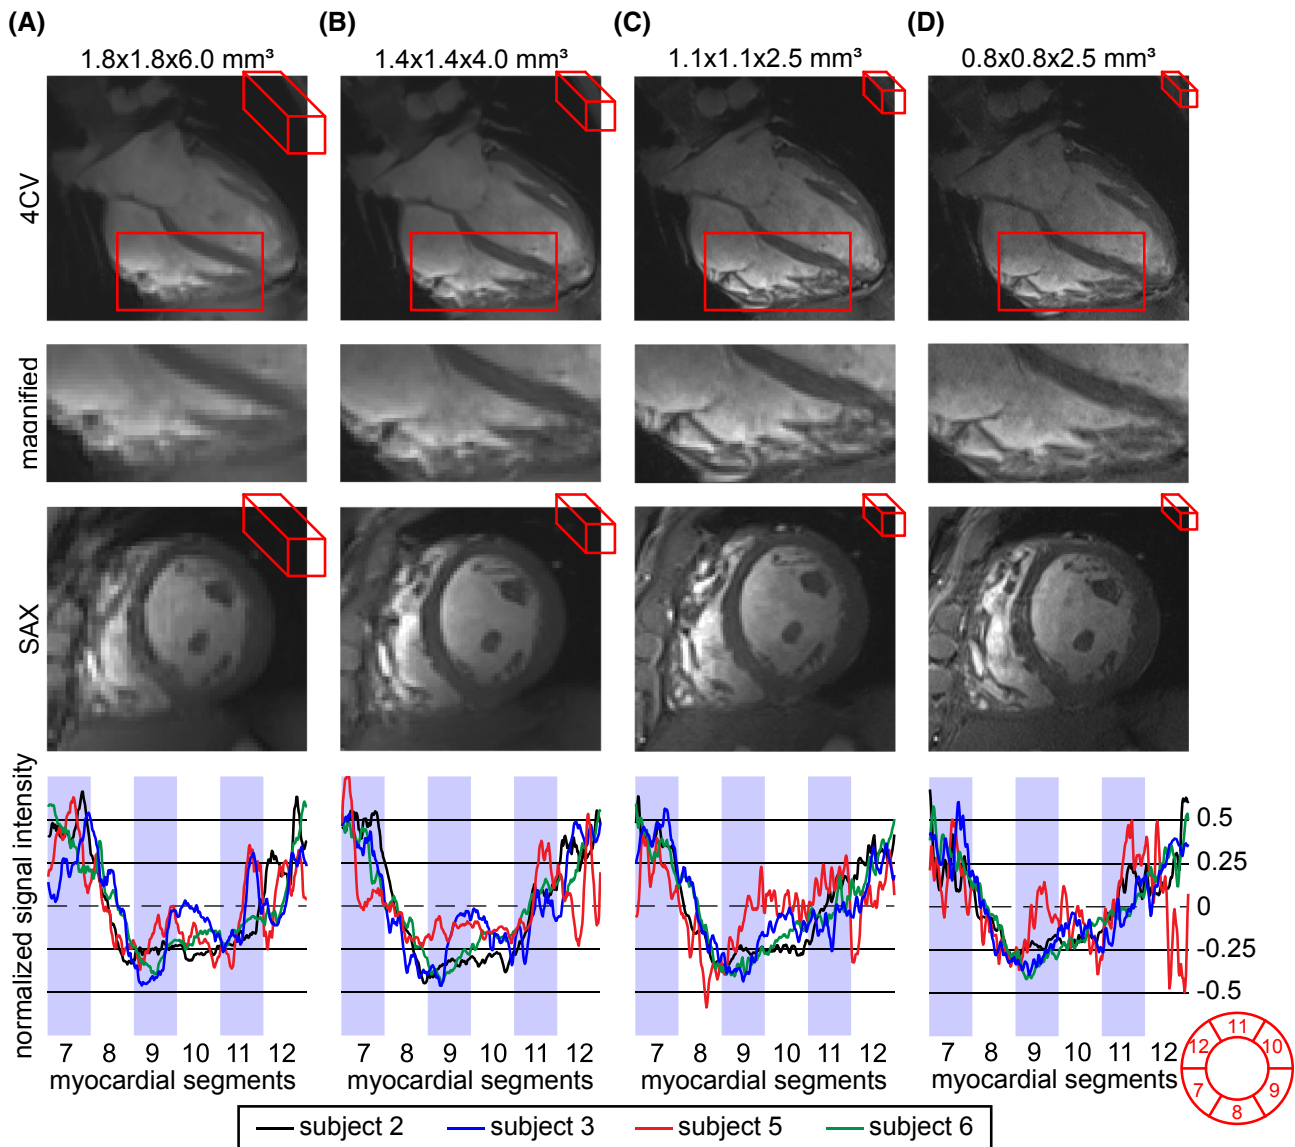 (A) (B) (C) (D)
1.8x1.8x6.0 mm³ 1.4x1.4x4.0 mm³ 1.1x1.1x2.5 mm³ 0.8x0.8x2.5 mm³
4CV
magnified
SAX
normalized signal intensity
0.5
0.25
0
-0.25
-0.5
7 8 9 10 11 12 7 8 9 10 11 12 7 8 9 10 11 12 7 8 9 10 11 12
myocardial segments myocardial segments myocardial segments myocardial segments
11
12 10
7 9
8
subject 2 subject 3 subject 5 subject 6